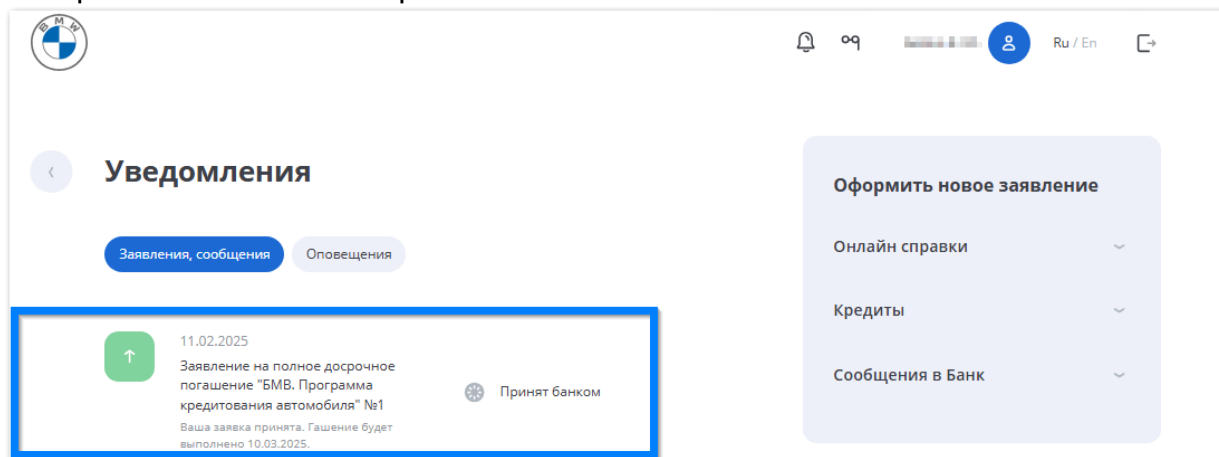 BMW
Ru / En
Уведомления
Заявления, сообщения
Оповещения
11.02.2025
Заявление на полное досрочное
погашение "БМВ. Программа
кредитования автомобиля" №1
Ваша заявка принята. Гашение будет
выполнено 10.03.2025.
Принят банком
Оформить новое заявление
Онлайн справки
Кредиты
Сообщения в Банк